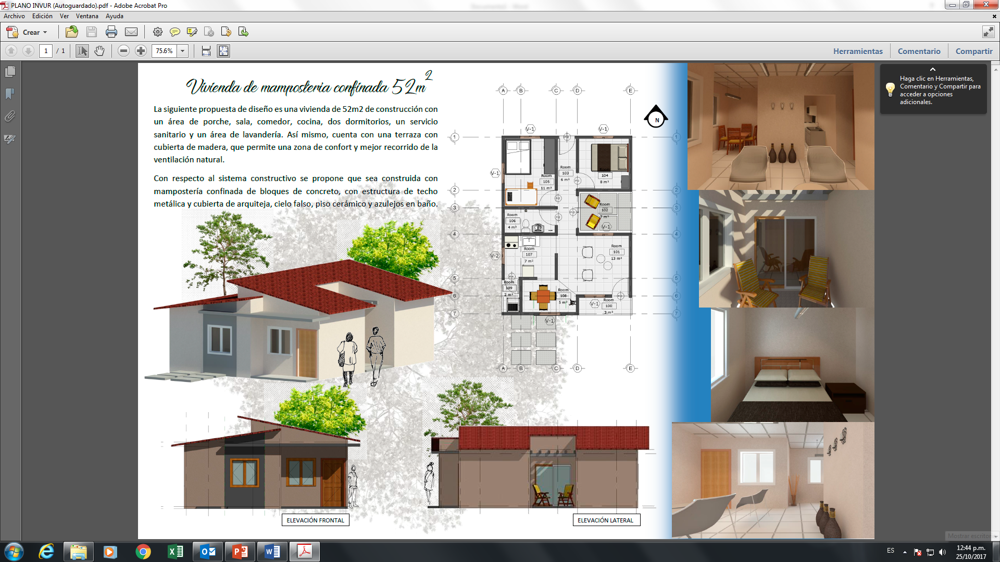 PLANO INVUR (Autoguardado).pdf - Adobe Acrobat Pro
Archivo Edición Ver Ventana Ayuda
Crear
1 / 1
75.6%
Herramientas Comentario Compartir
Haga clic en Herramientas,
Comentario y Compartir para
acceder a opciones
adicionales.
Vivienda de mamposteria confinada 52m²
La siguiente propuesta de diseño es una vivienda de 52m2 de construcción con
un área de porche, sala, comedor, cocina, dos dormitorios, un servicio
sanitario y un área de lavandería. Así mismo, cuenta con una terraza con
cubierta de madera, que permite una zona de confort y mejor recorrido de la
ventilación natural.
Con respecto al sistema constructivo se propone que sea construida con
mampostería confinada de bloques de concreto, con estructura de techo
metálica y cubierta de arquiteja, cielo falso, piso cerámico y azulejos en baño.
A B C D E
N
V-1 V-1
1 1
V-1
Room
103
6 m²
Room
104
8 m²
Room
105
11 m²
2 2
3 3
Room
102
7 m²
V-1
Room
106
4 m²
4 4
Room
101
13 m²
Room
107
7 m²
V-2
5 5
Room
109
2 m²
Room
108
5 m²
6 6
V-1
Room
100
3 m²
7 7
V-1
A B C D E
ELEVACIÓN FRONTAL
ELEVACIÓN LATERAL
Mostrar escritorio
ES
12:44 p.m.
25/10/2017